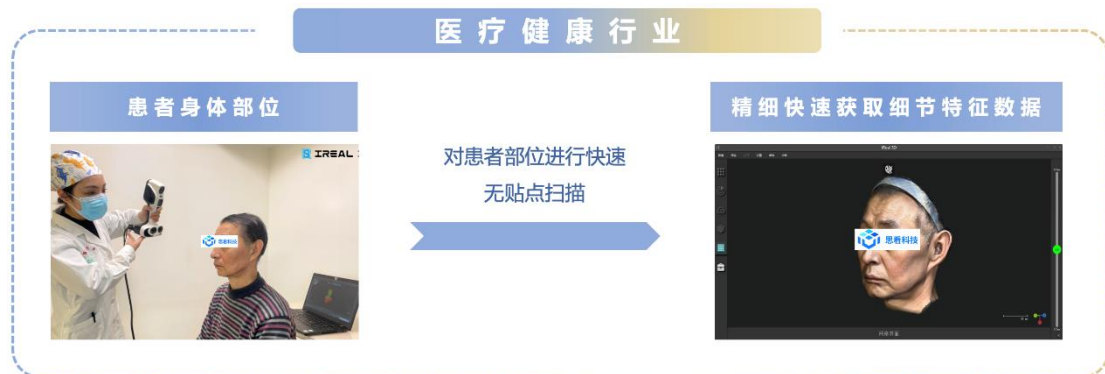 医疗健康行业
患者身体部位
精细快速获取细节特征数据
IREAL
对患者部位进行快速
无贴点扫描
思看科技
思看科技